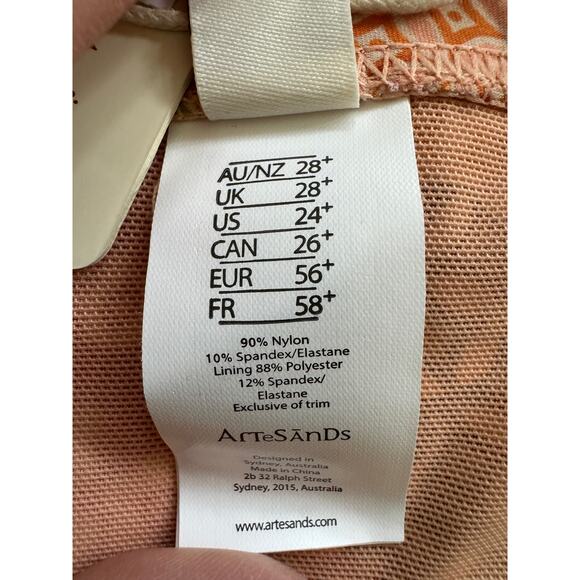 AU/NZ 28+
UK 28+
US 24+
CAN 26+
EUR 56+
FR 58+
90% Nylon
10% Spandex/Elastane
Lining 88% Polyester
12% Spandex/
Elastane
Exclusive of trim
ArTeSānDs
Designed in
Sydney, Australia
Made in China
2b 32 Ralph Street
Sydney, 2015, Australia
www.artesands.com